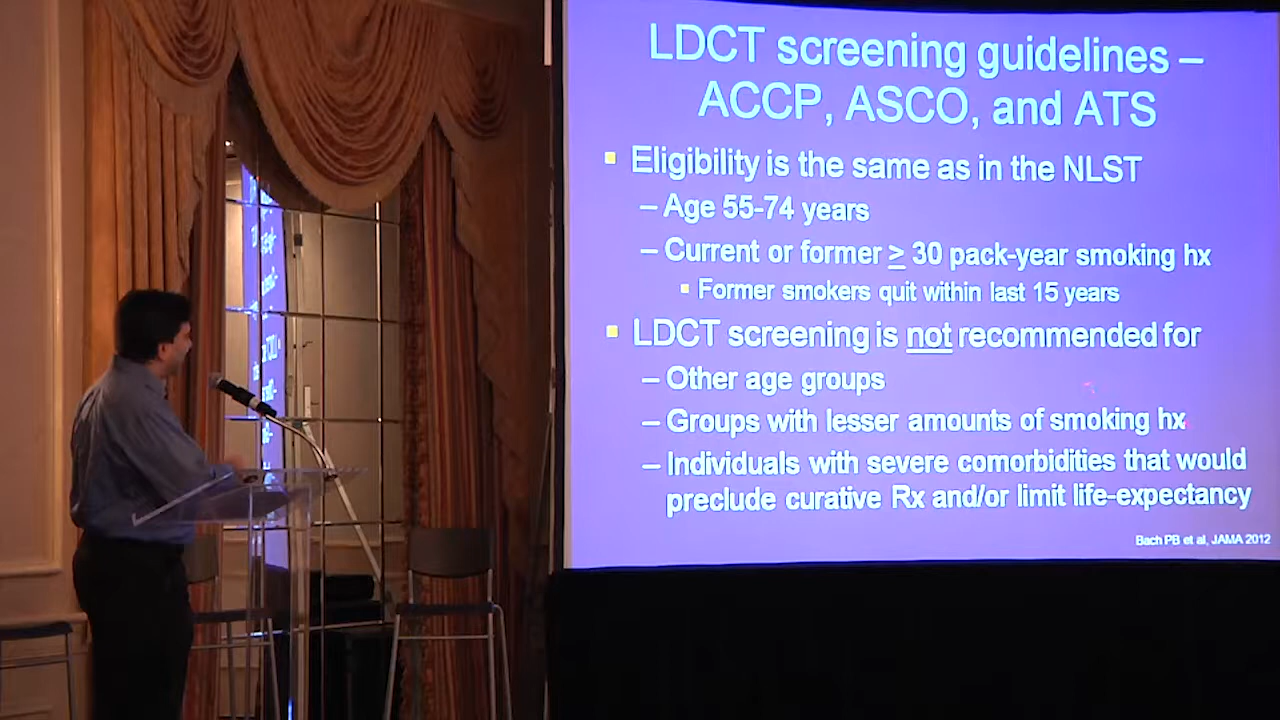 LDCT screening guidelines –
ACCP, ASCO, and ATS
▪ Eligibility is the same as in the NLST
– Age 55-74 years
– Current or former ≥ 30 pack-year smoking hx
▪ Former smokers quit within last 15 years
▪ LDCT screening is not recommended for
– Other age groups
– Groups with lesser amounts of smoking hx
– Individuals with severe comorbidities that would
preclude curative Rx and/or limit life-expectancy
Bach PB et al, JAMA 2012